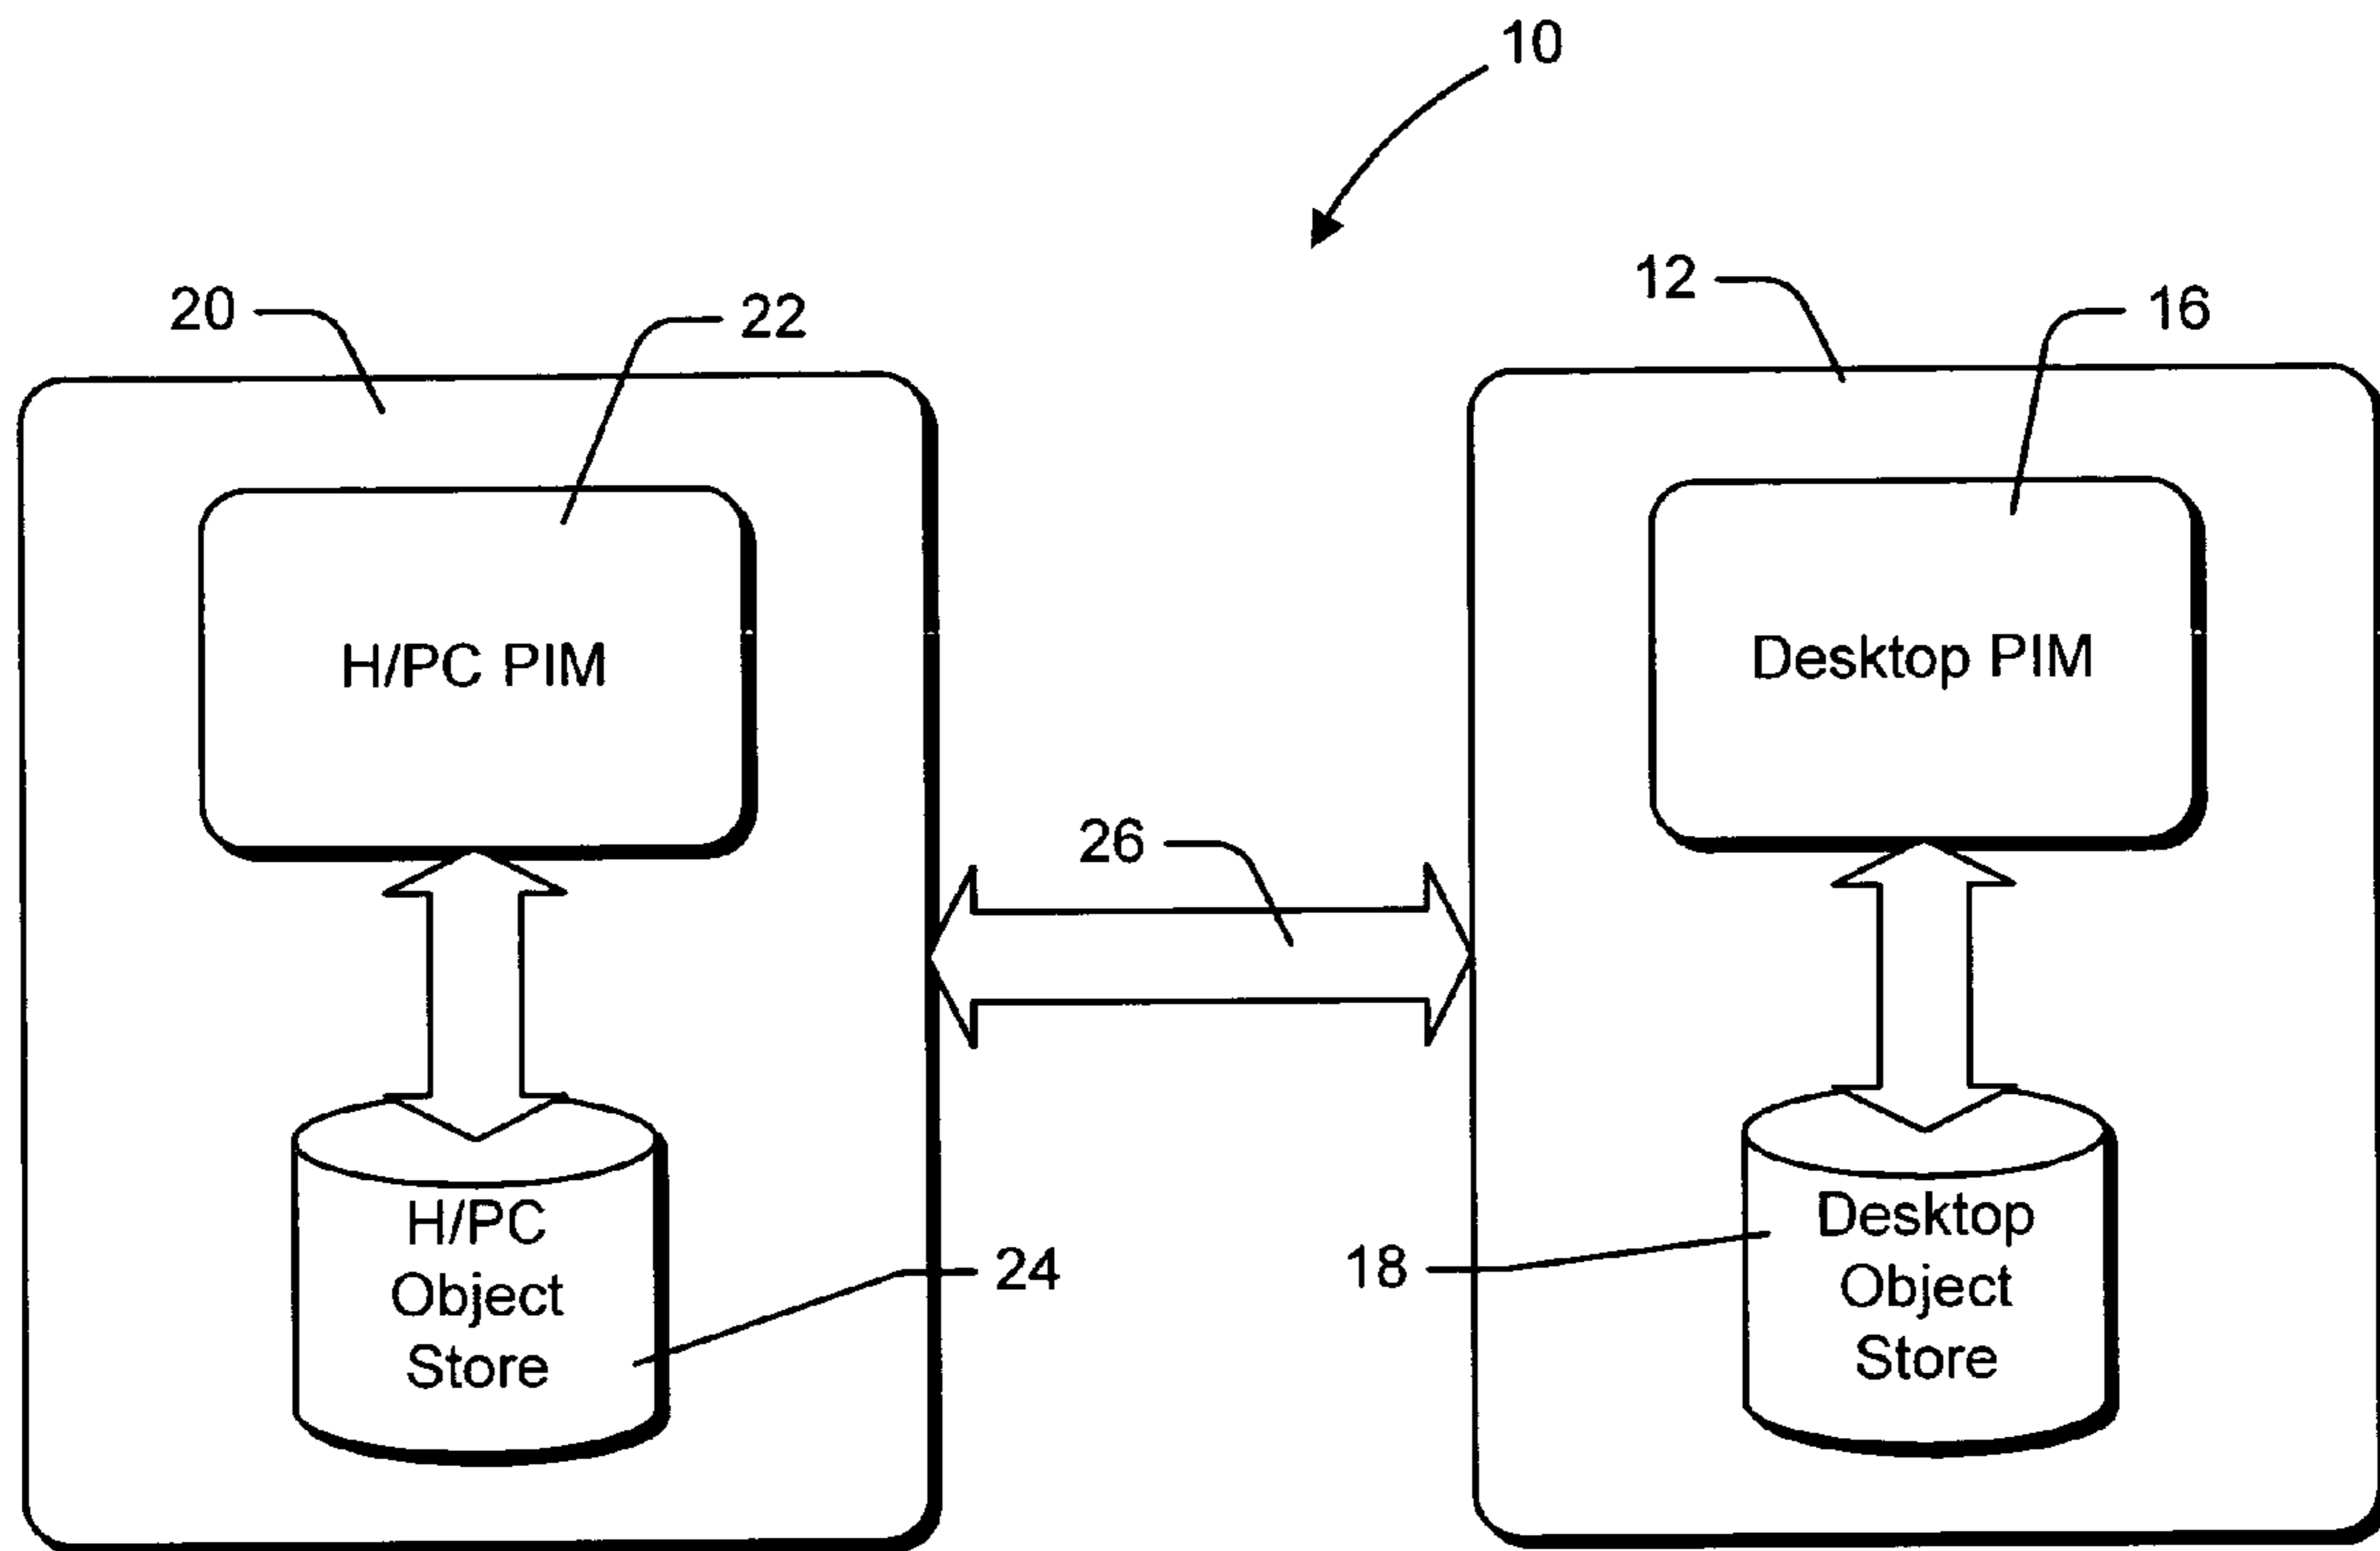 10
20
22
12
16
H/PC PIM
Desktop PIM
26
H/PC
Object
Store
24
18
Desktop
Object
Store